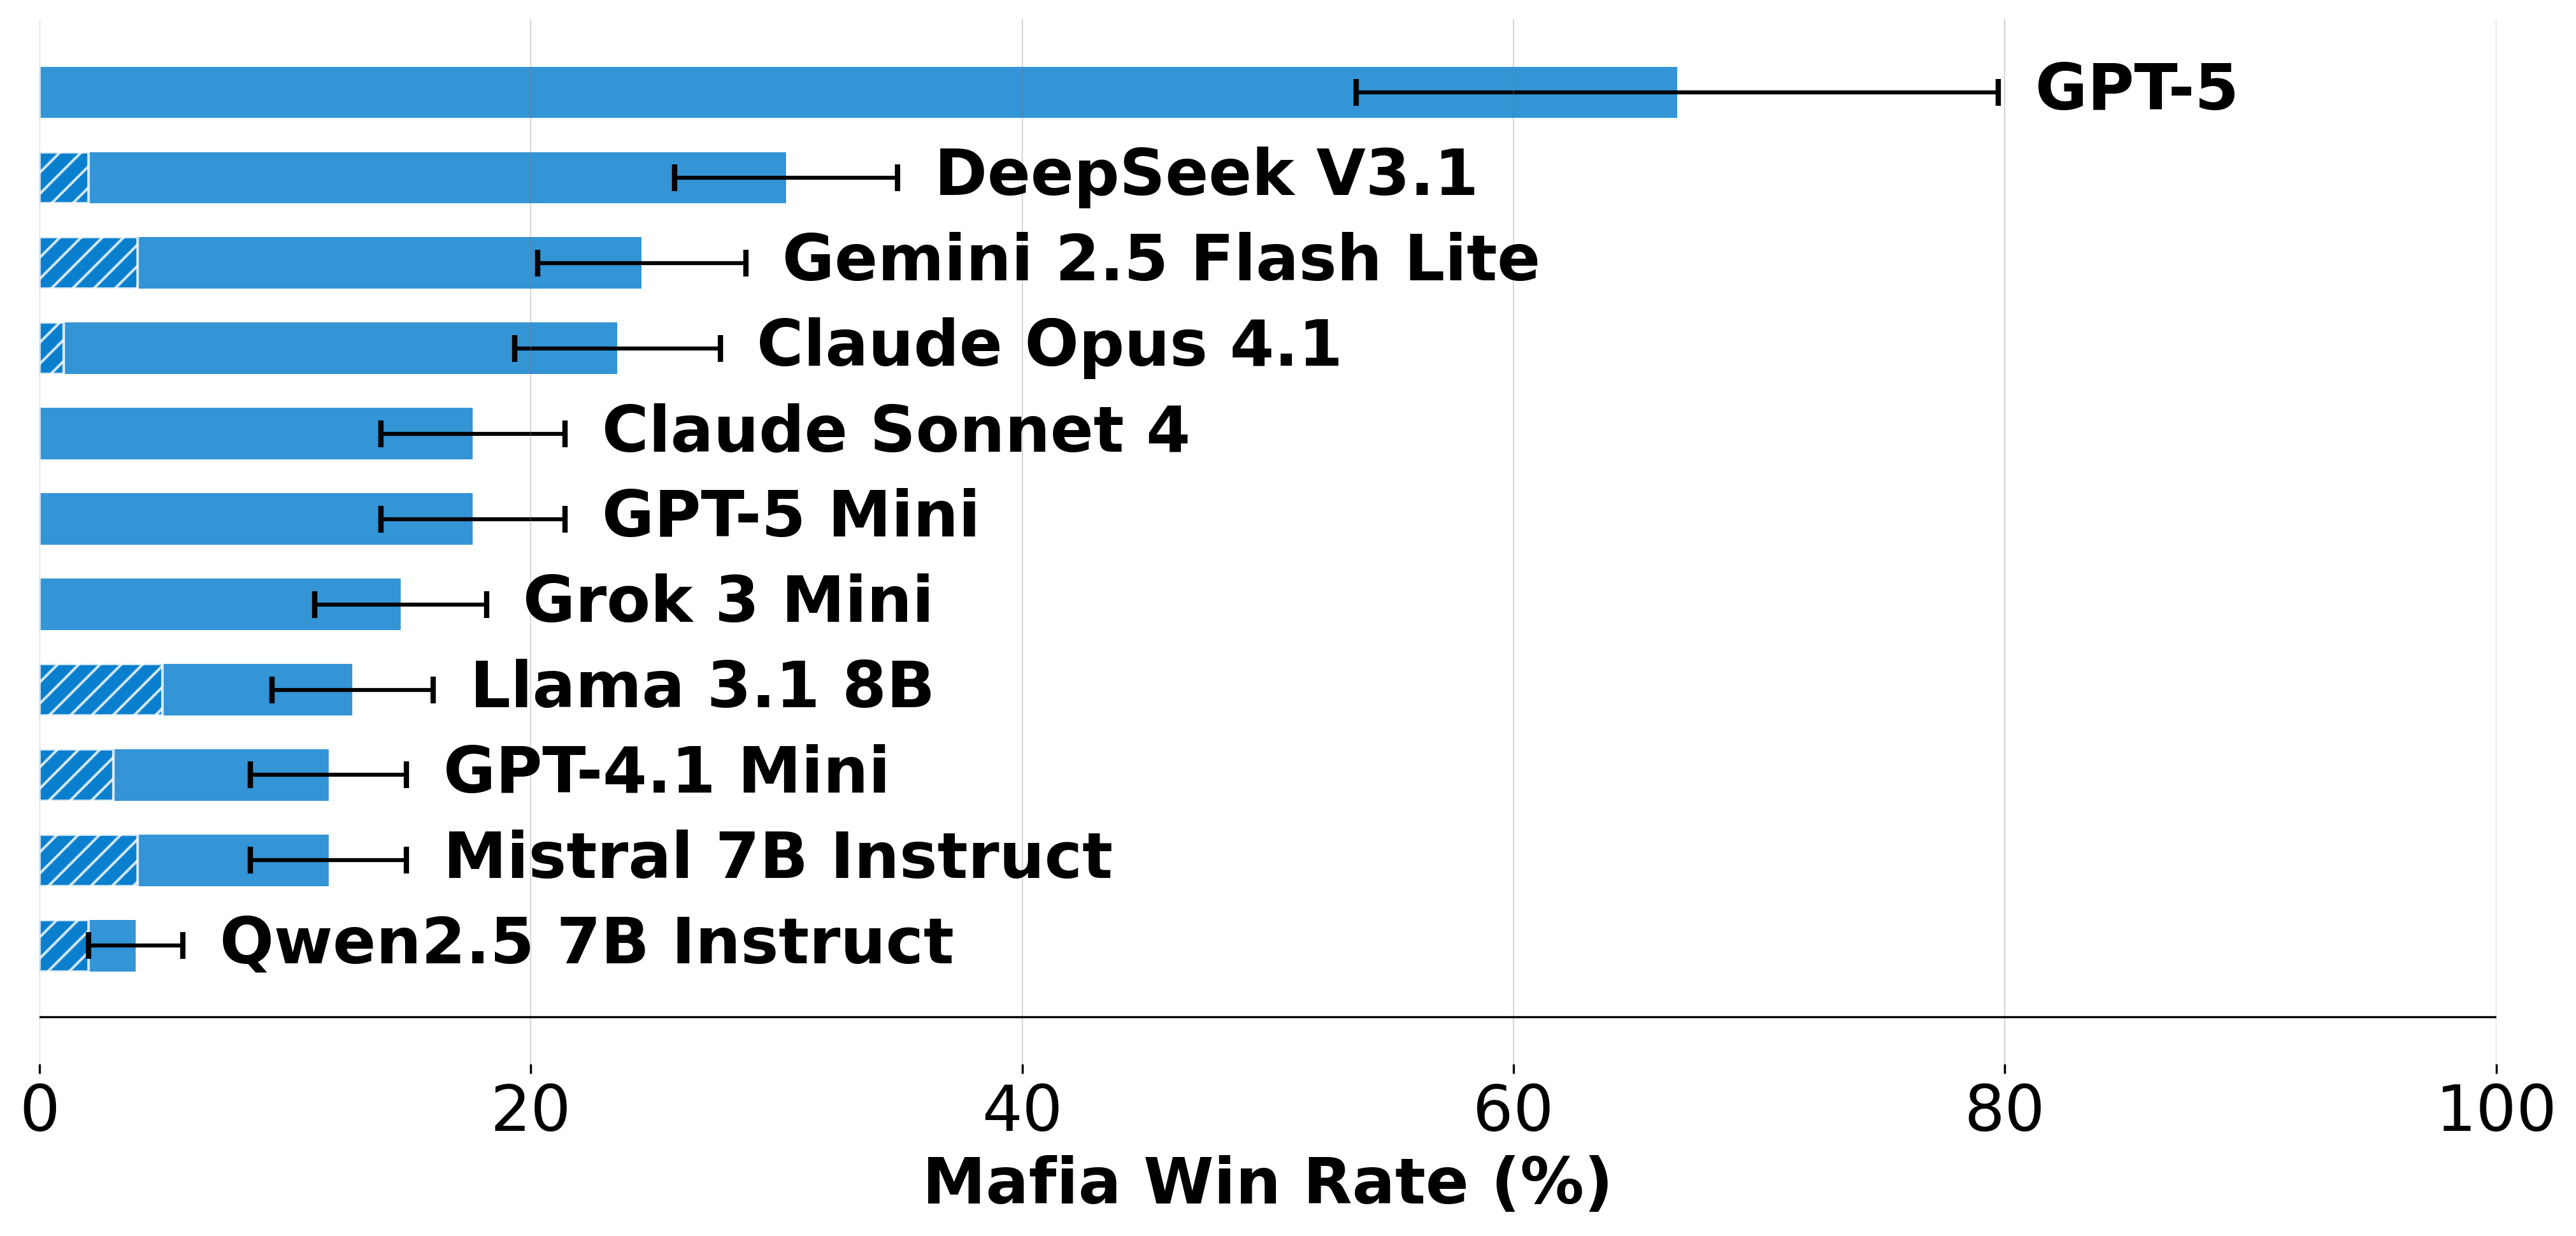 GPT-5
DeepSeek V3.1
Gemini 2.5 Flash Lite
Claude Opus 4.1
Claude Sonnet 4
GPT-5 Mini
Grok 3 Mini
Llama 3.1 8B
GPT-4.1 Mini
Mistral 7B Instruct
Qwen2.5 7B Instruct
0 20 40 60 80 100
Mafia Win Rate (%)